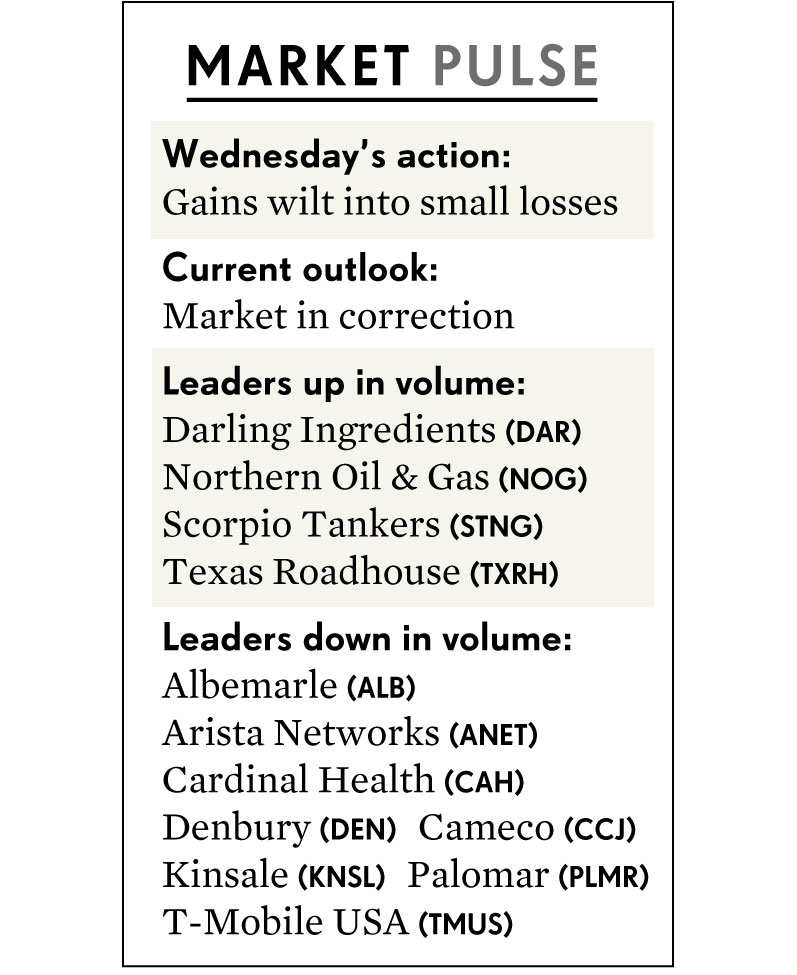 MARKET PULSE
Wednesday’s action:
Gains wilt into small losses
Current outlook:
Market in correction
Leaders up in volume:
Darling Ingredients (DAR)
Northern Oil & Gas (NOG)
Scorpio Tankers (STNG)
Texas Roadhouse (TXRH)
Leaders down in volume:
Albemarle (ALB)
Arista Networks (ANET)
Cardinal Health (CAH)
Denbury (DEN) Cameco (CCJ)
Kinsale (KNSL) Palomar (PLMR)
T-Mobile USA (TMUS)